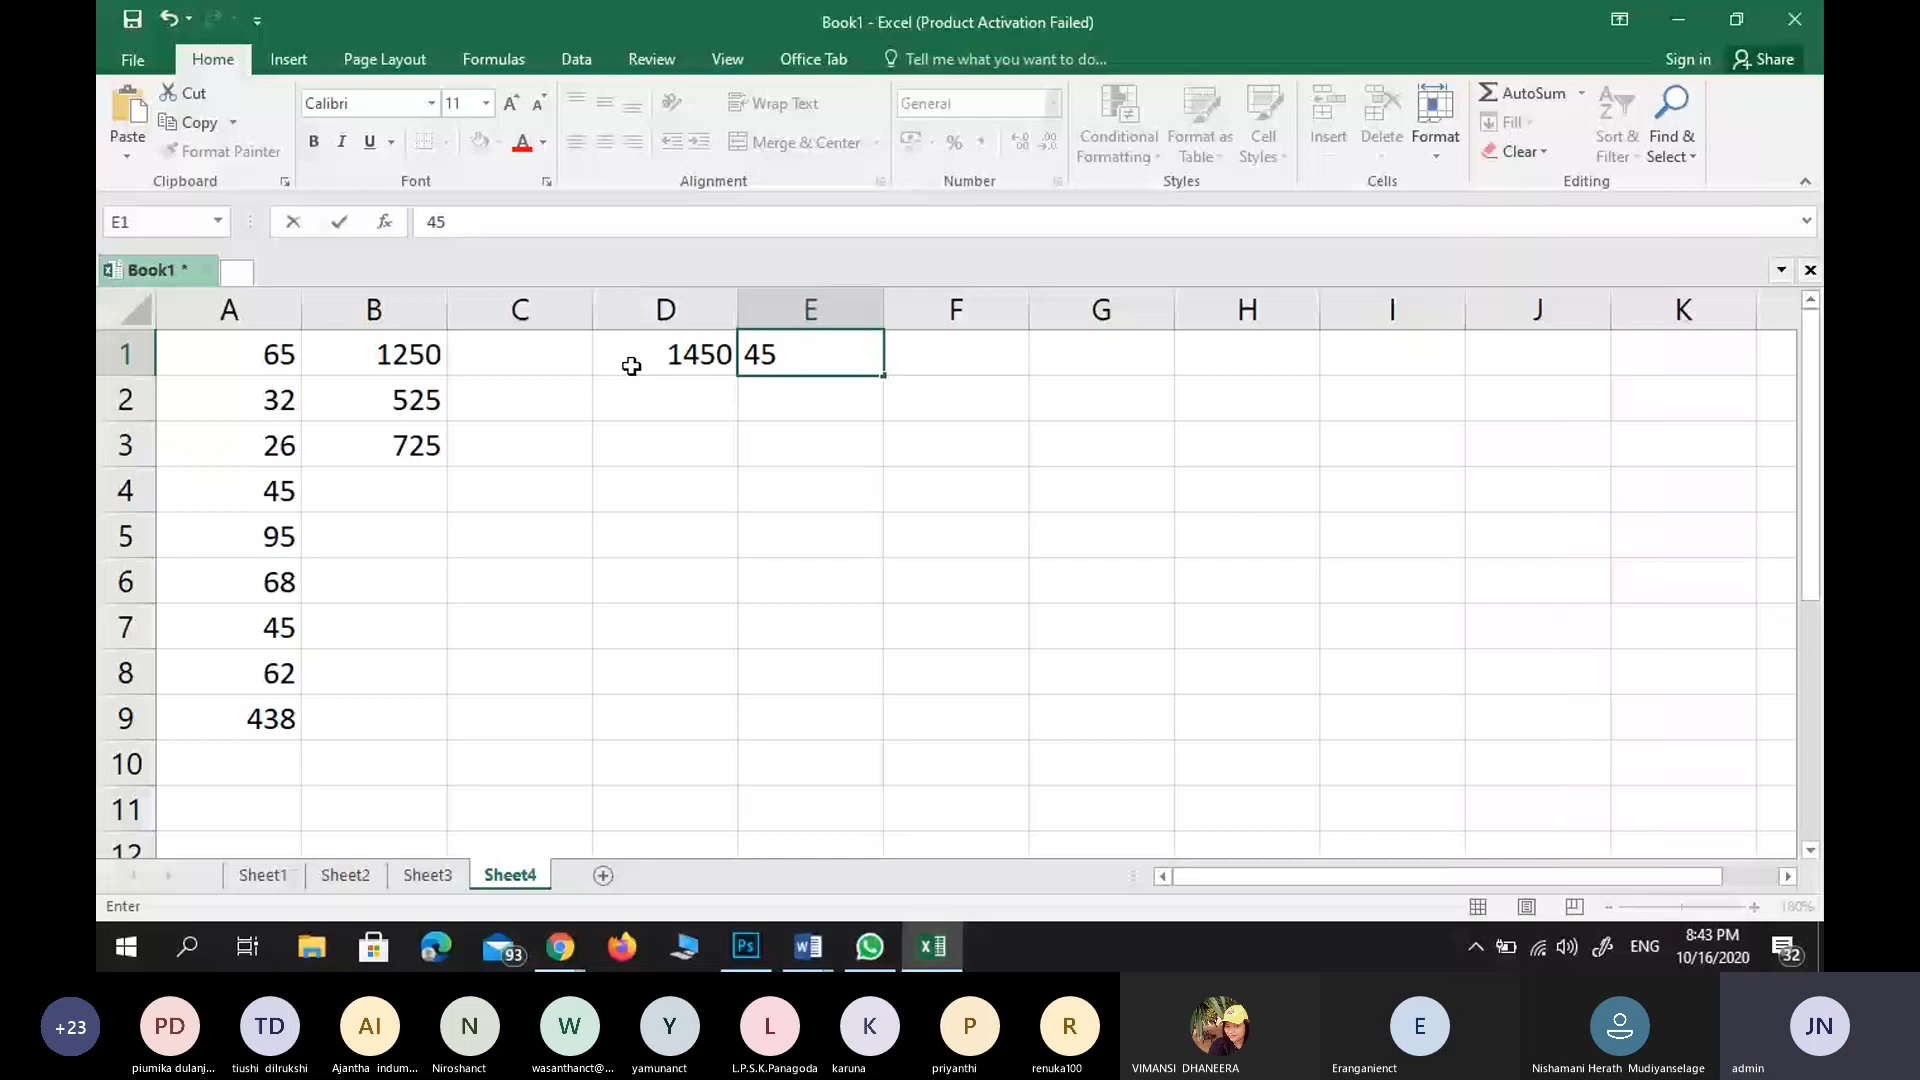 Book1 - Excel (Product Activation Failed)
File Home Insert Page Layout Formulas Data Review View Office Tab Tell me what you want to do... Sign in Share
Paste
Cut
Copy
Format Painter
Clipboard
Calibri 11 A A
B I U A
Font
Wrap Text
Merge & Center
Alignment
General
% ,
Number
Conditional Formatting
Format as Table
Cell Styles
Styles
Insert Delete Format
Cells
AutoSum
Fill
Clear
Sort & Filter
Find & Select
Editing
E1 fx 45
Book1 *
A B C D E F G H I J K
1 65 1250 1450 45
2 32 525
3 26 725
4 45
5 95
6 68
7 45
8 62
9 438
10
11
12
Sheet1 Sheet2 Sheet3 Sheet4
Enter 180%
93 Ps ENG 8:43 PM
10/16/2020 32
+23 PD TD AI N W Y L K P R E JN
piumika dulanj... tiushi dilrukshi Ajantha indum... Niroshanct wasanthanct@... yamunanct L.P.S.K.Panagoda karuna priyanthi renuka100 VIMANSI DHANEERA Eranganienct Nishamani Herath Mudiyanselage admin